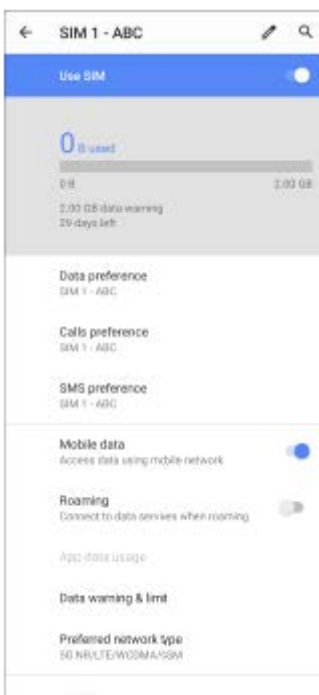 SIM 1 - ABC
Use SIM
0 B used
0 B 2.00 GB
2.00 GB data warning
29 days left
Data preference
SIM 1 - ABC
Calls preference
SIM 1 - ABC
SMS preference
SIM 1 - ABC
Mobile data
Access data using mobile network
Roaming
Connect to data services when roaming
App data usage
Data warning & limit
Preferred network type
5G NR/LTE/WCDMA/GSM